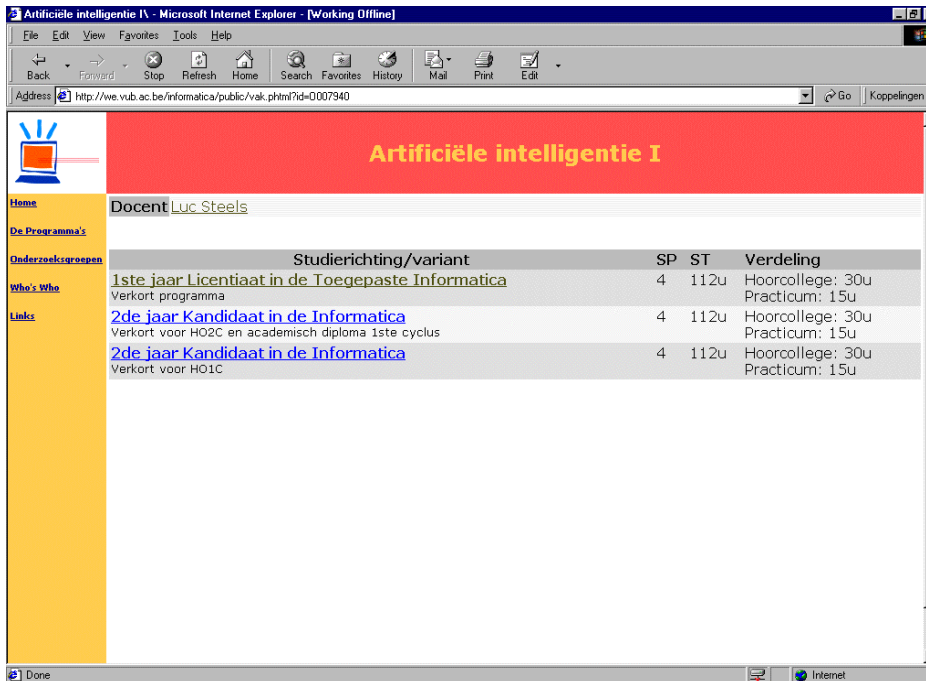 Artificiële intelligentie I\ - Microsoft Internet Explorer - [Working Offline]
File Edit View Favorites Tools Help
Back Forward Stop Refresh Home Search Favorites History Mail Print Edit
Address http://we.vub.ac.be/informatica/public/vak.phtml?id=0007940 Go Koppelingen
Artificiële intelligentie I
Home
De Programma's
Onderzoeksgroepen
Who's Who
Links
Docent Luc Steels
Studierichting/variant SP ST Verdeling
1ste jaar Licentiaat in de Toegepaste Informatica 4 112u Hoorcollege: 30u
Verkort programma Practicum: 15u
2de jaar Kandidaat in de Informatica 4 112u Hoorcollege: 30u
Verkort voor HO2C en academisch diploma 1ste cyclus Practicum: 15u
2de jaar Kandidaat in de Informatica 4 112u Hoorcollege: 30u
Verkort voor HO1C Practicum: 15u
Done Internet